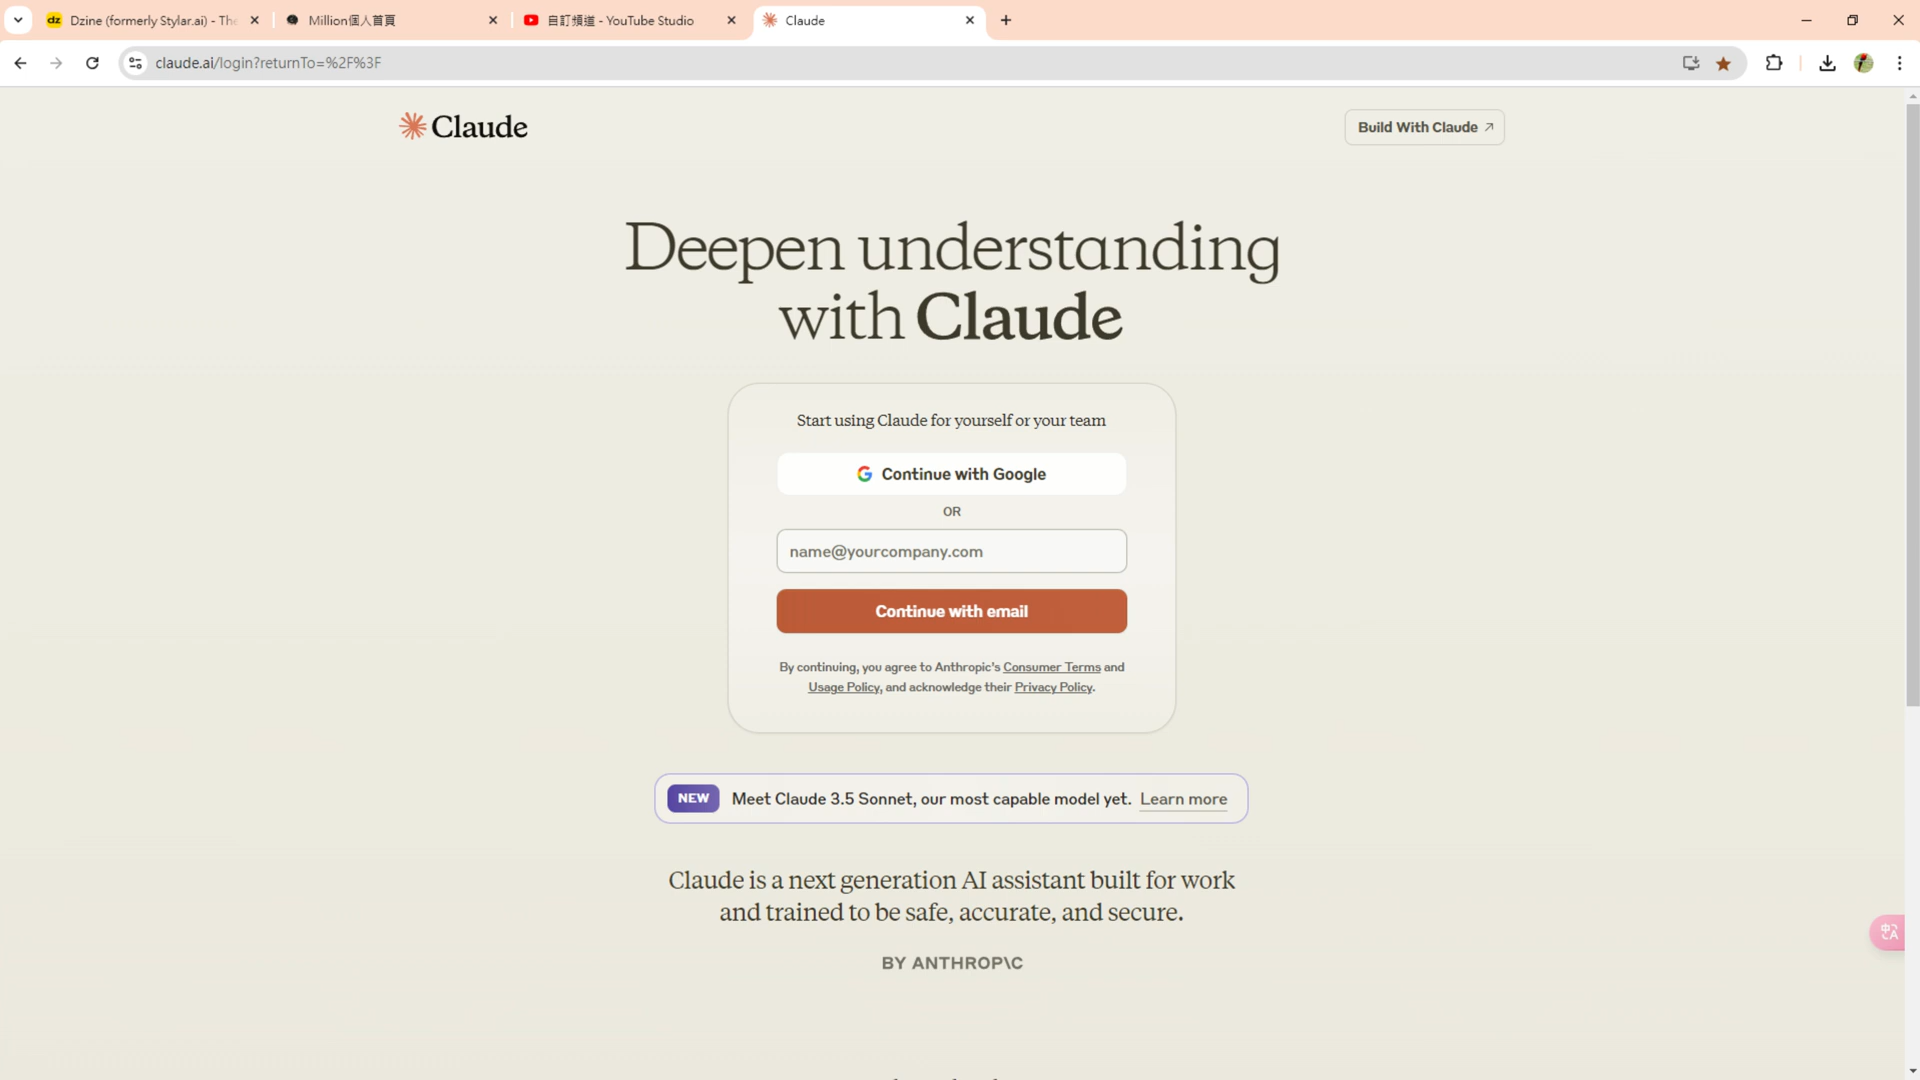 dz Dzine (formerly Stylar.ai) - The
Million個人首頁
自訂頻道 - YouTube Studio
Claude
claude.ai/login?returnTo=%2F%3F
Claude
Build With Claude
Deepen understanding
with Claude
Start using Claude for yourself or your team
Continue with Google
OR
name@yourcompany.com
Continue with email
By continuing, you agree to Anthropic's Consumer Terms and
Usage Policy, and acknowledge their Privacy Policy.
NEW Meet Claude 3.5 Sonnet, our most capable model yet. Learn more
Claude is a next generation AI assistant built for work
and trained to be safe, accurate, and secure.
BY ANTHROP\C